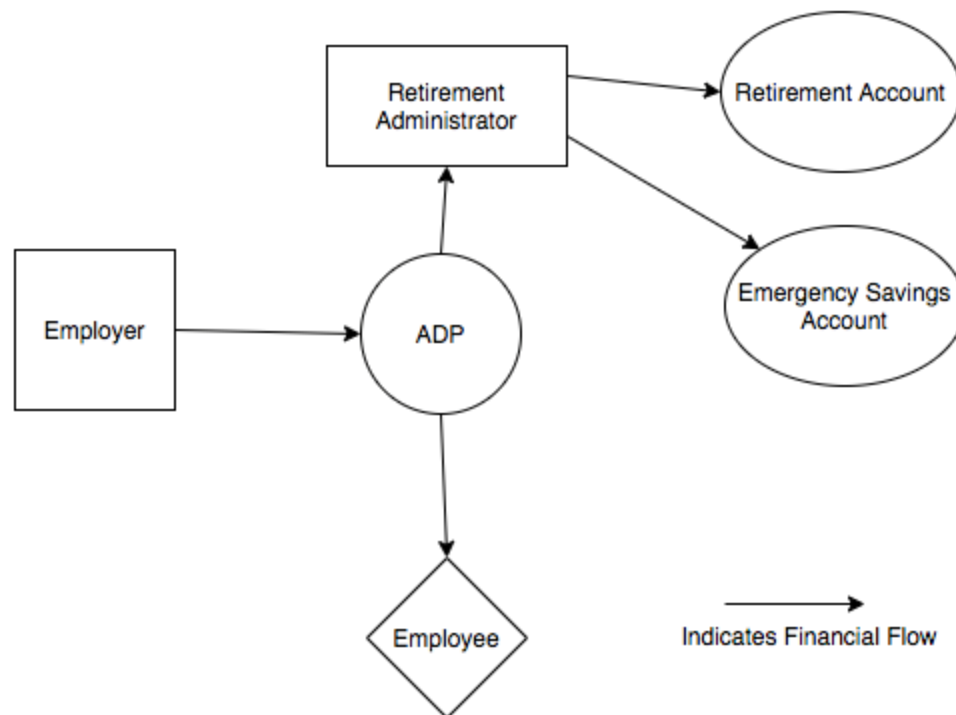 Retirement
Administrator
Retirement Account
Emergency Savings
Account
Employer
ADP
Employee
Indicates Financial Flow